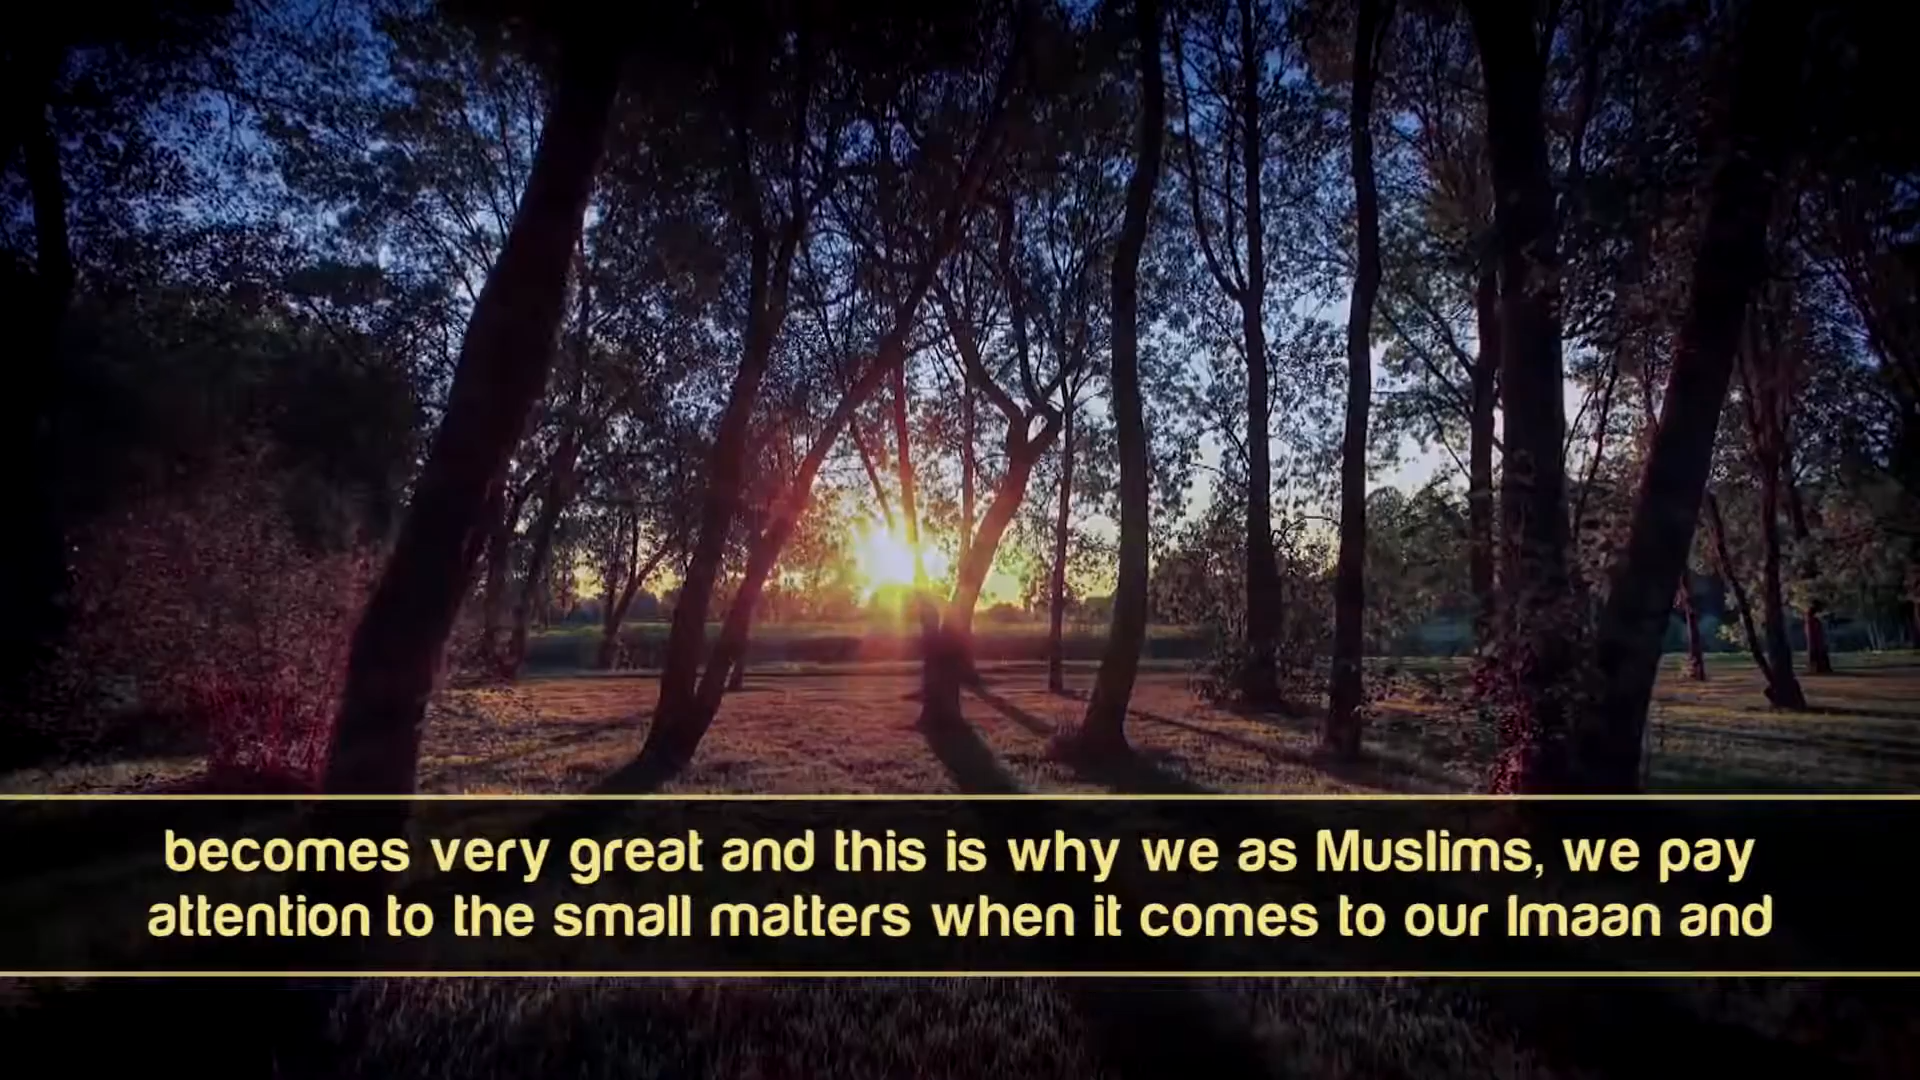 becomes very great and this is why we as Muslims, we pay
attention to the small matters when it comes to our Imaan and